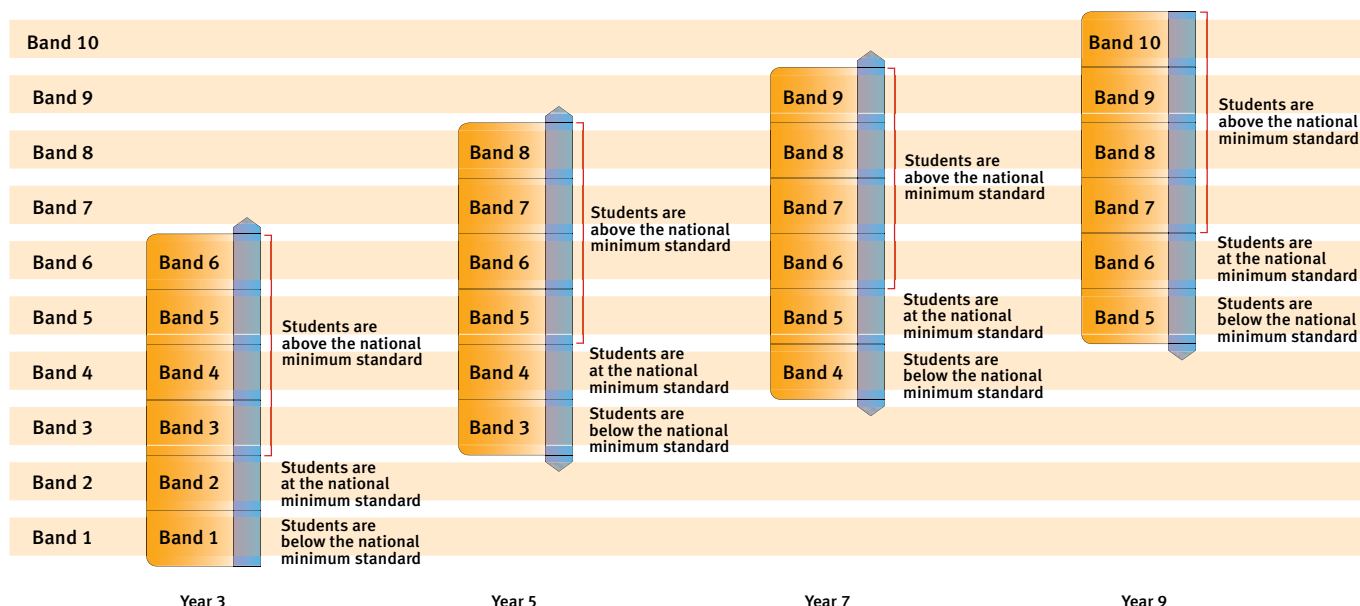 Band 10
Band 9
Band 8
Band 7
Band 6
Band 5
Band 4
Band 3
Band 2
Band 1
Band 6
Band 5
Band 4
Band 3
Band 2
Band 1
Students are
above the national
minimum standard
Students are
at the national
minimum standard
Students are
below the national
minimum standard
Year 3
Band 8
Band 7
Band 6
Band 5
Band 4
Band 3
Students are
above the national
minimum standard
Students are
at the national
minimum standard
Students are
below the national
minimum standard
Year 5
Band 9
Band 8
Band 7
Band 6
Band 5
Band 4
Students are
above the national
minimum standard
Students are
at the national
minimum standard
Students are
below the national
minimum standard
Year 7
Band 10
Band 9
Band 8
Band 7
Band 6
Band 5
Students are
above the national
minimum standard
Students are
at the national
minimum standard
Students are
below the national
minimum standard
Year 9